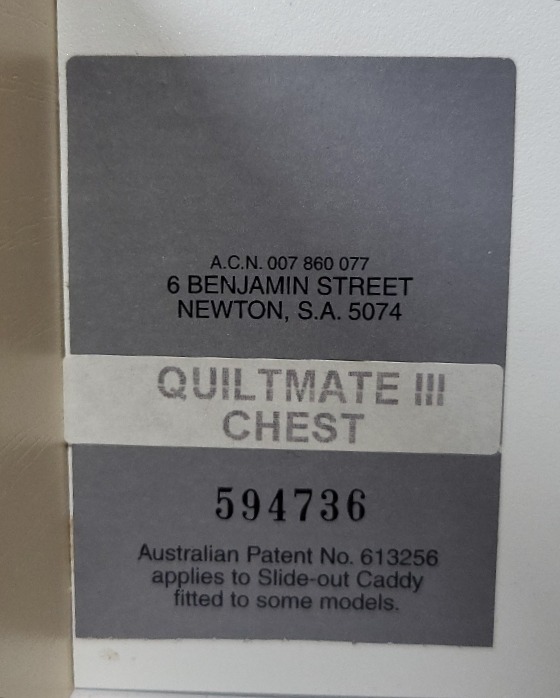 A.C.N. 007 860 077
6 BENJAMIN STREET
NEWTON, S.A. 5074
QUILTMATE III
CHEST
594736
Australian Patent No. 613256
applies to Slide-out Caddy
fitted to some models.